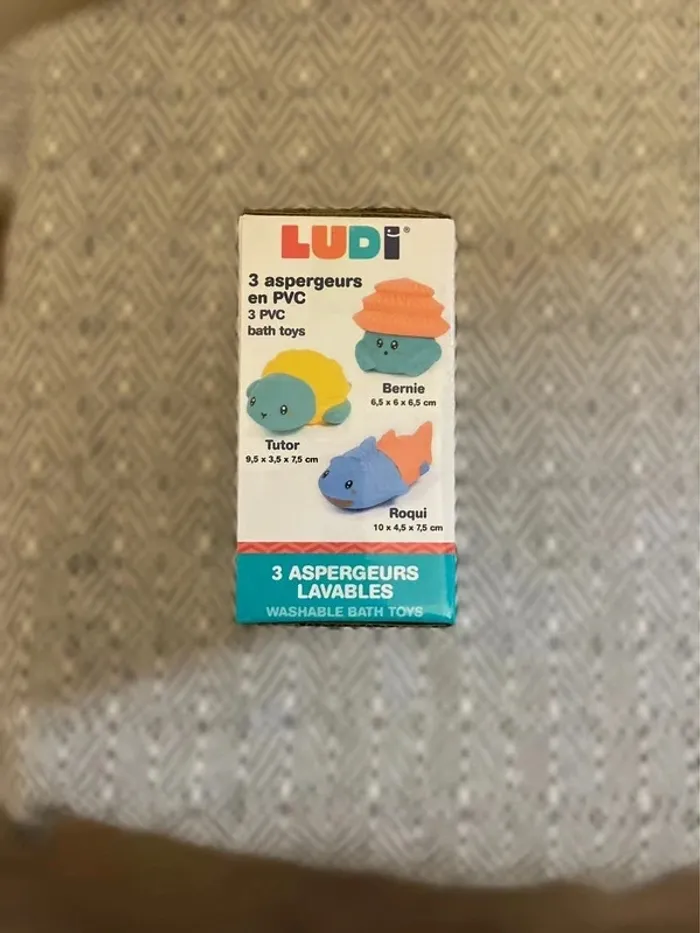 LUDi®
3 aspergeurs
en PVC
3 PVC
bath toys
Bernie
6,5 x 6 x 6,5 cm
Tutor
9,5 x 3,5 x 7,5 cm
Roqui
10 x 4,5 x 7,5 cm
3 ASPERGEURS
LAVABLES
WASHABLE BATH TOYS